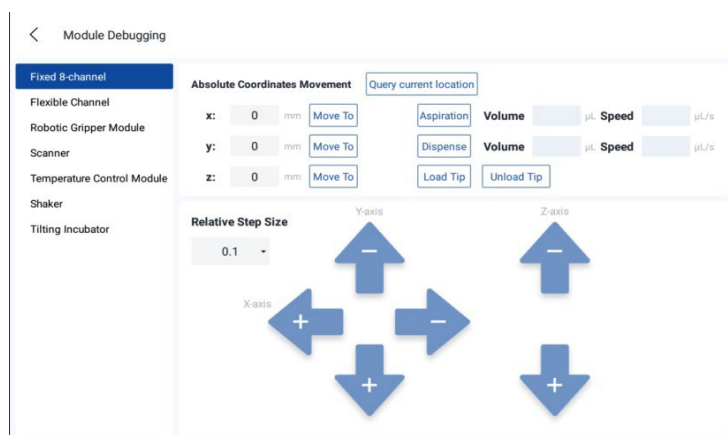 Module Debugging
Fixed 8-channel
Flexible Channel
Robotic Gripper Module
Scanner
Temperature Control Module
Shaker
Tilting Incubator
Absolute Coordinates Movement Query current location
x: 0 mm Move To Aspiration Volume µL Speed µL/s
y: 0 mm Move To Dispense Volume µL Speed µL/s
z: 0 mm Move To Load Tip Unload Tip
Relative Step Size
0.1
Y-axis
Z-axis
X-axis
− −
+ −
+ +